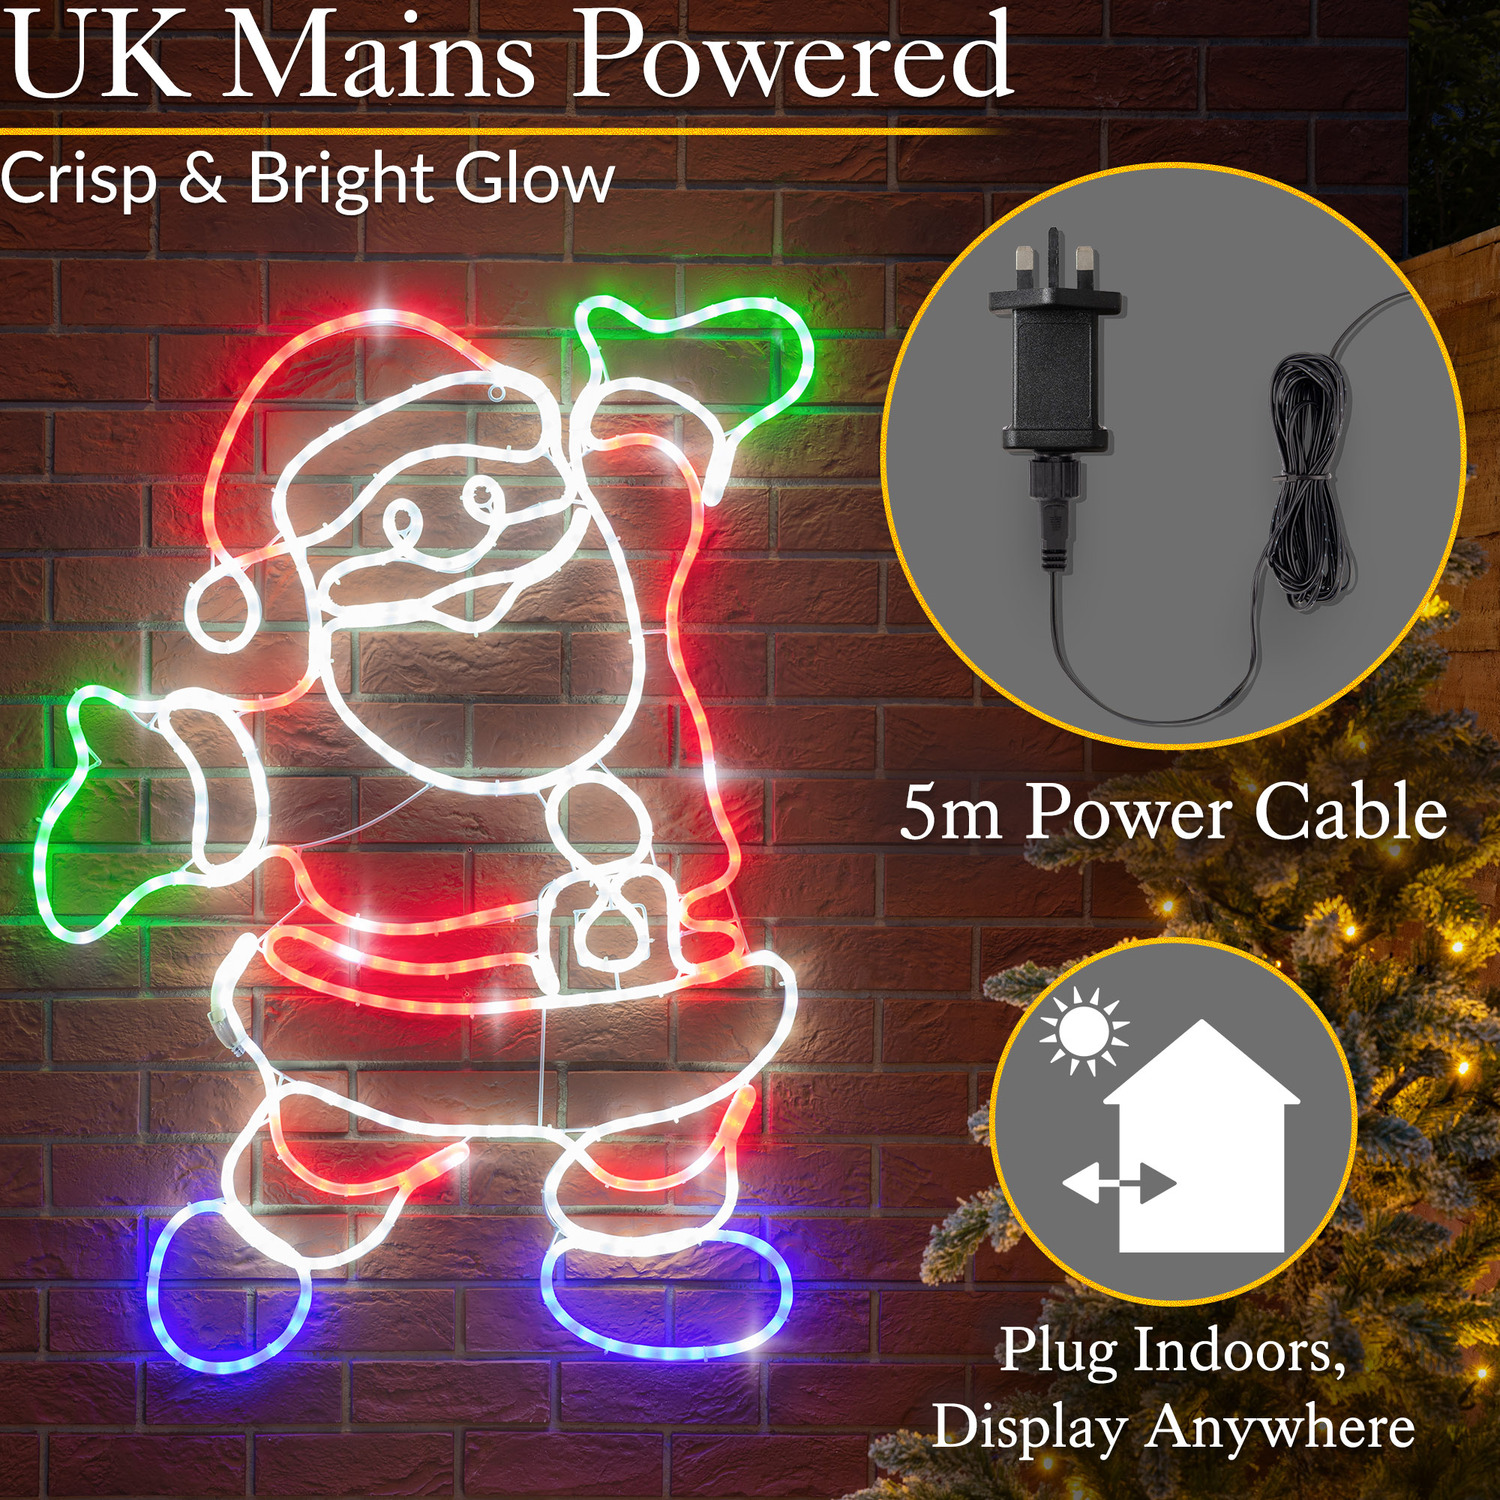 UK Mains Powered
Crisp & Bright Glow
5m Power Cable
Plug Indoors,
Display Anywhere